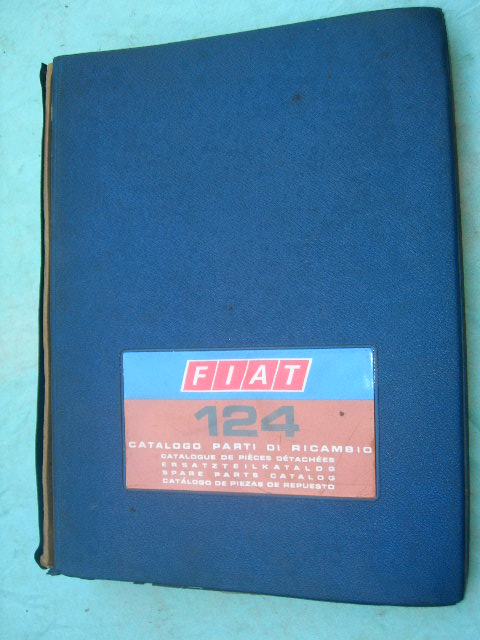 FIAT
124
CATALOGO PARTI DI RICAMBIO
CATALOGUE DE PIÈCES DÉTACHÉES
ERSATZTEILKATALOG
SPARE PARTS CATALOG
CATÁLOGO DE PIEZAS DE REPUESTO